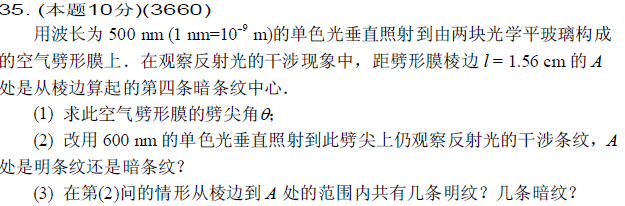 35. (本题10分)(3660)
用波长为 500 nm (1 nm=10⁻⁹ m)的单色光垂直照射到由两块光学平玻璃构成
的空气劈形膜上．在观察反射光的干涉现象中，距劈形膜棱边 l = 1.56 cm 的 A
处是从棱边算起的第四条暗条纹中心．
(1) 求此空气劈形膜的劈尖角θ；
(2) 改用 600 nm 的单色光垂直照射到此劈尖上仍观察反射光的干涉条纹，A
处是明条纹还是暗条纹？
(3) 在第(2)问的情形从棱边到 A 处的范围内共有几条明纹？几条暗纹？